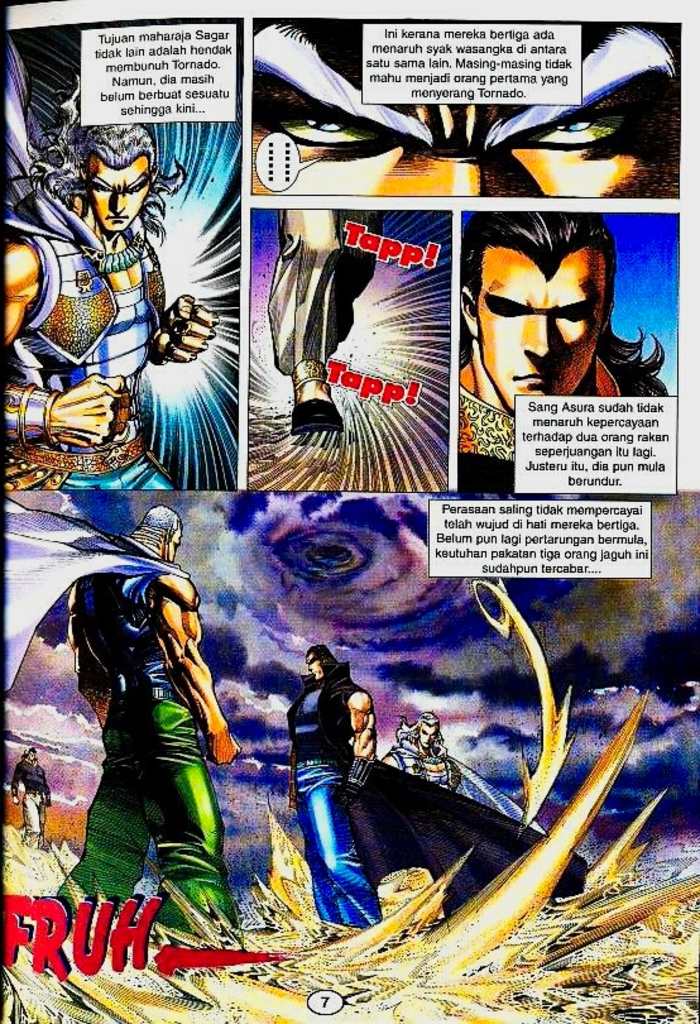 Tujuan maharaja Sagar
tidak lain adalah hendak
membunuh Tornado.
Namun, dia masih
belum berbuat sesuatu
sehingga kini...
Ini kerana mereka bertiga ada
menaruh syak wasangka di antara
satu sama lain. Masing-masing tidak
mahu menjadi orang pertama yang
menyerang Tornado.
Tapp!
Tapp!
Sang Asura sudah tidak
kepercayaan
terhadap dua orang rakan
seperjuangan itu lagi.
Justeru itu, dia pun mula
berundur.
Perasaan saling tidak mempercayai
telah wujud di hati mereka bertiga.
Belum pun lagi pertarungan bermula,
keutuhan pakatan tiga orang jaguh ini
sudahpun tercabar....
FRUH
7